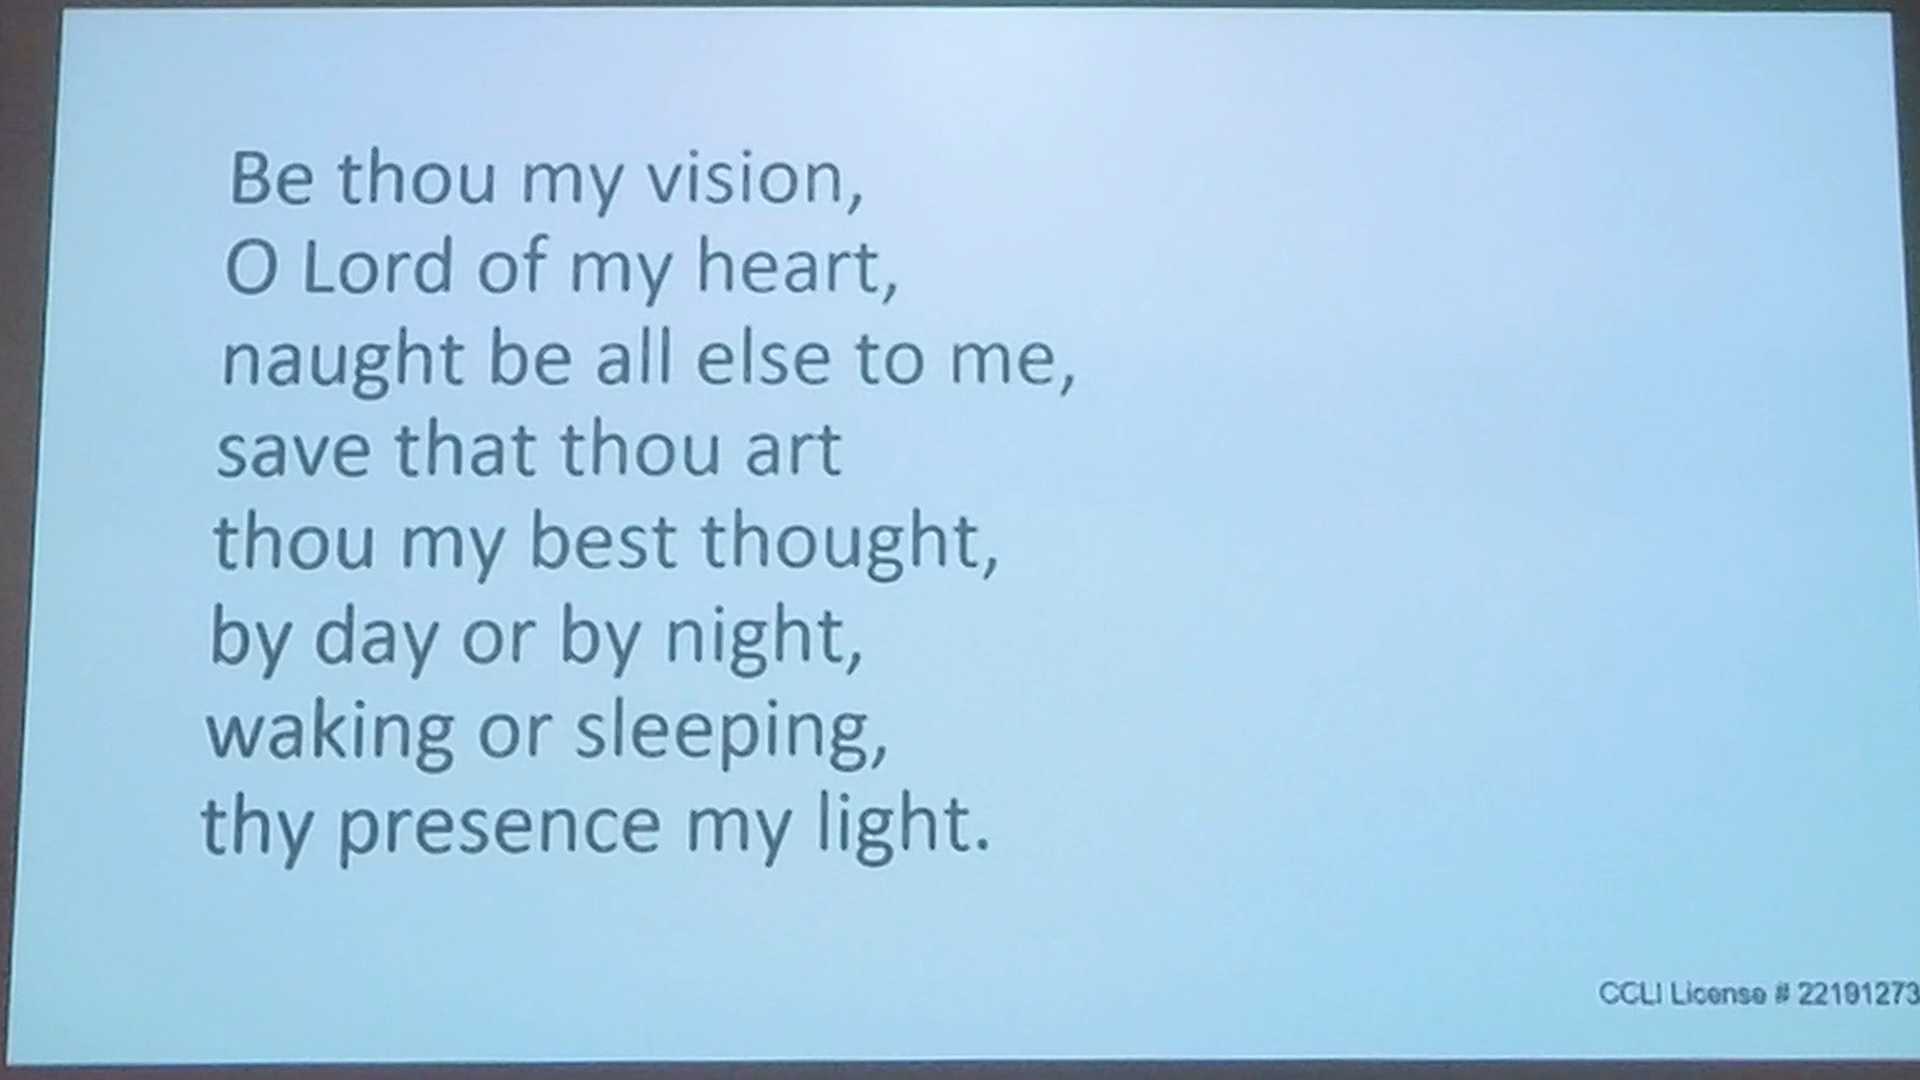 Be thou my vision,
O Lord of my heart,
naught be all else to me,
save that thou art
thou my best thought,
by day or by night,
waking or sleeping,
thy presence my light.
CCLI License # 22191273